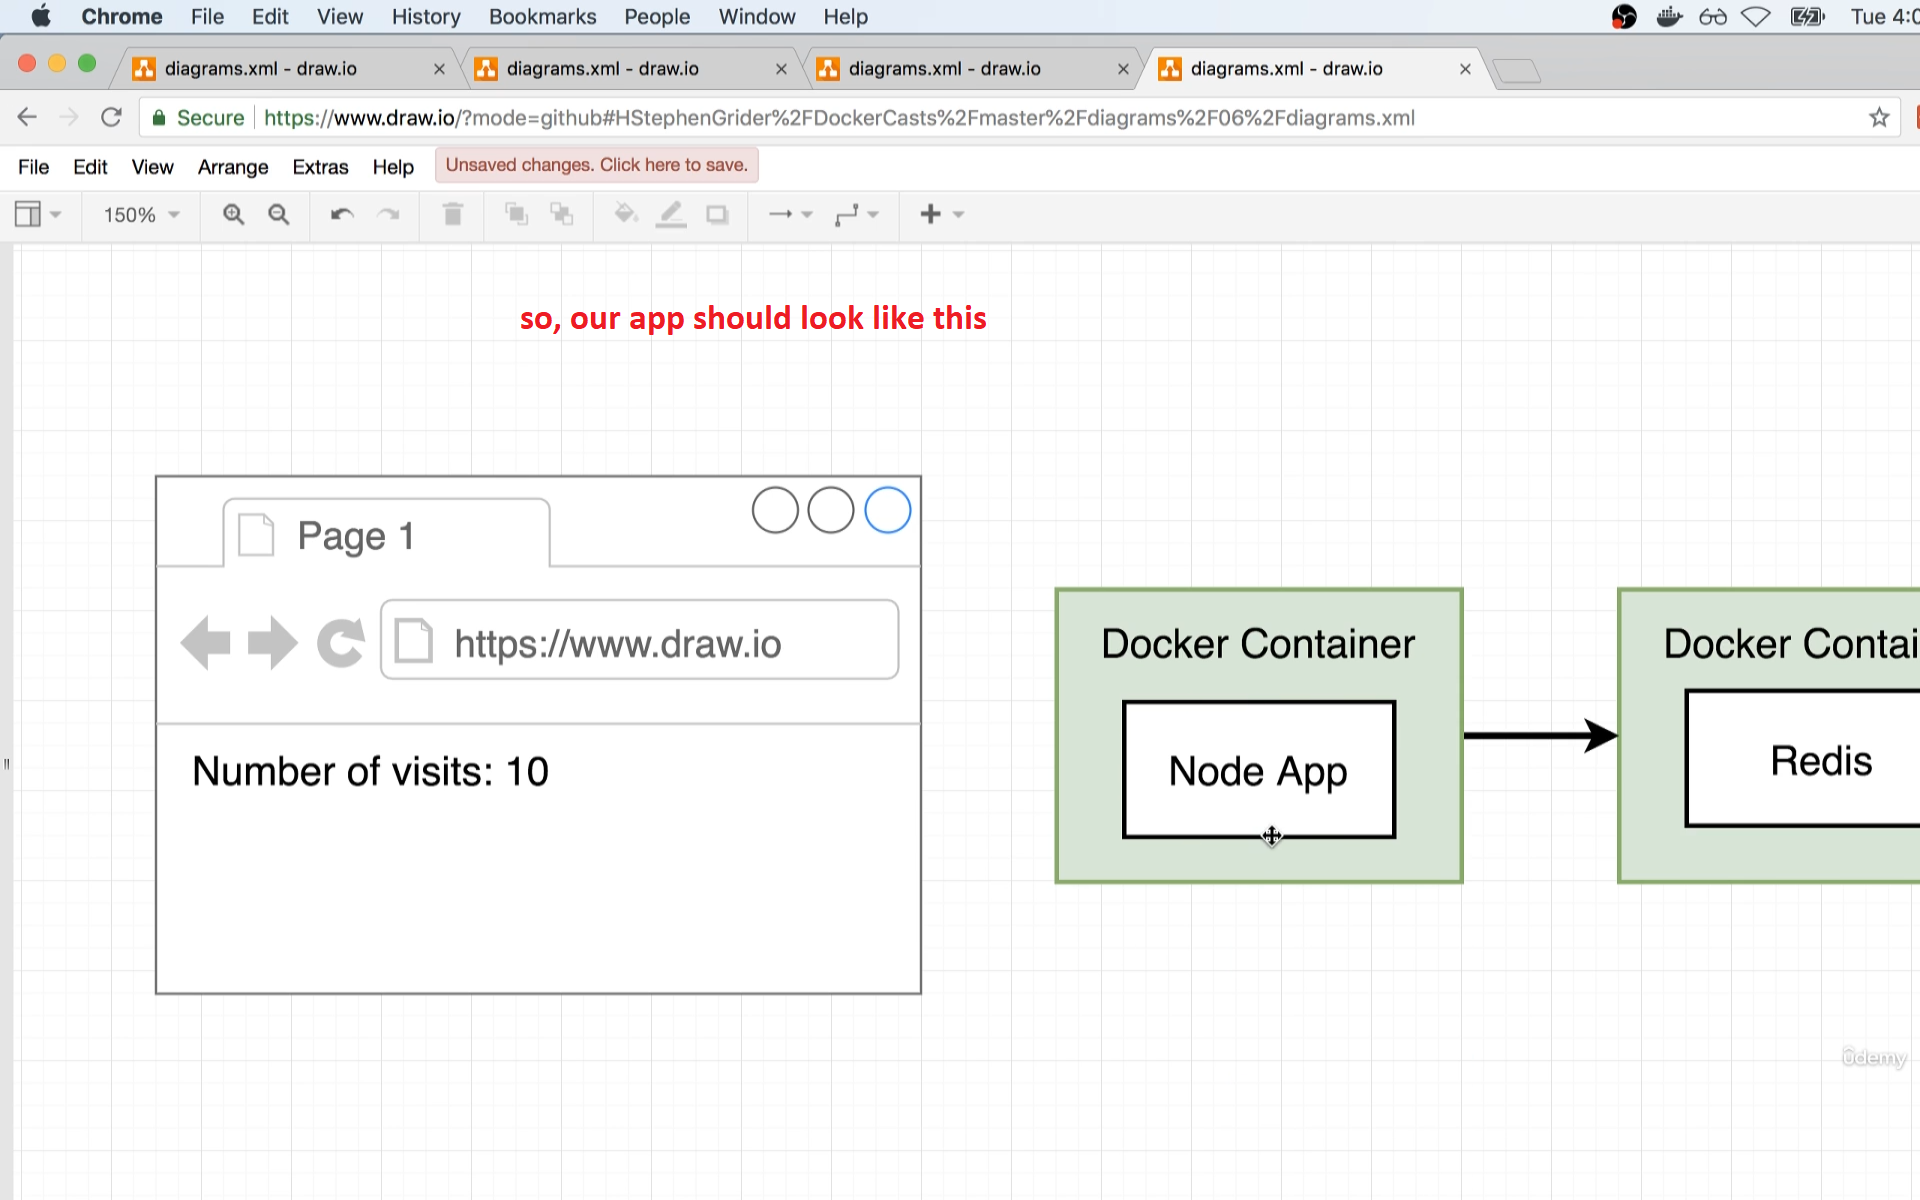 Chrome File Edit View History Bookmarks People Window Help Tue 4:0
diagrams.xml - draw.io diagrams.xml - draw.io diagrams.xml - draw.io diagrams.xml - draw.io
Secure https://www.draw.io/?mode=github#HStephenGrider%2FDockerCasts%2Fmaster%2Fdiagrams%2F06%2Fdiagrams.xml
File Edit View Arrange Extras Help Unsaved changes. Click here to save.
150%
so, our app should look like this
Page 1
https://www.draw.io
Number of visits: 10
Docker Container
Node App
Docker Contai
Redis
ûdemy